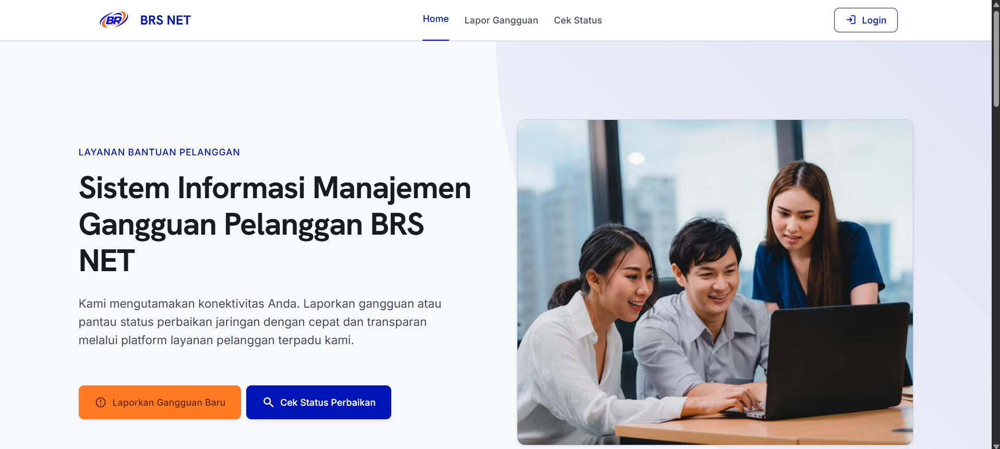 BR
BRS NET
Home
Lapor Gangguan
Cek Status
Login
LAYANAN BANTUAN PELANGGAN
Sistem Informasi Manajemen
Gangguan Pelanggan BRS
NET
Kami mengutamakan konektivitas Anda. Laporkan gangguan atau
pantau status perbaikan jaringan dengan cepat dan transparan
melalui platform layanan pelanggan terpadu kami.
Laporkan Gangguan Baru
Cek Status Perbaikan